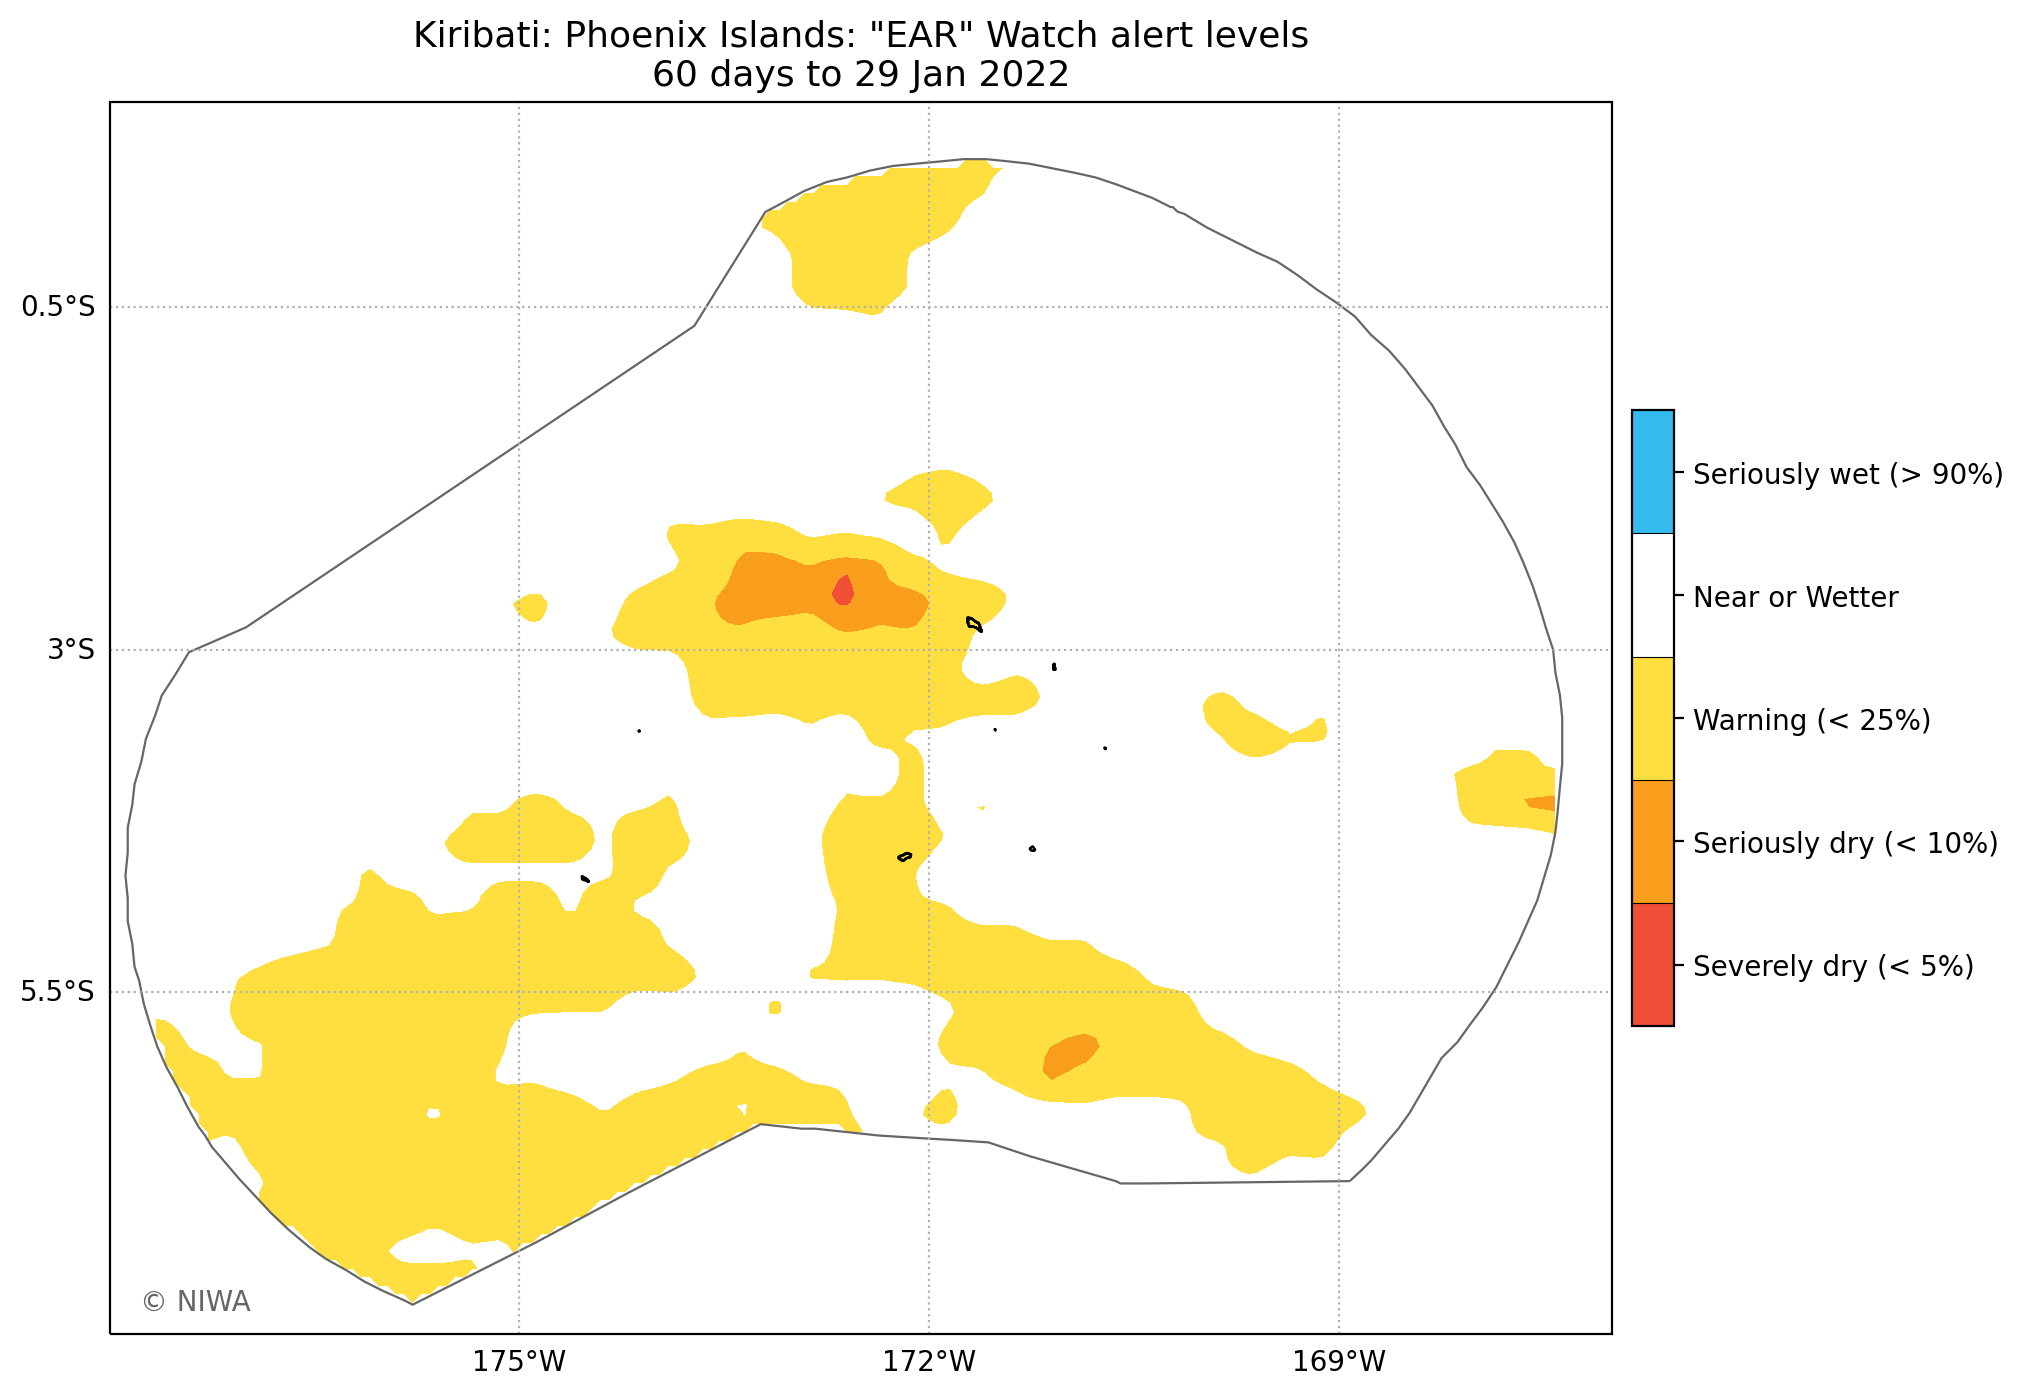 Kiribati: Phoenix Islands: "EAR" Watch alert levels
60 days to 29 Jan 2022
0.5°S
3°S
5.5°S
175°W
172°W
169°W
Seriously wet (> 90%)
Near or Wetter
Warning (< 25%)
Seriously dry (< 10%)
Severely dry (< 5%)
© NIWA